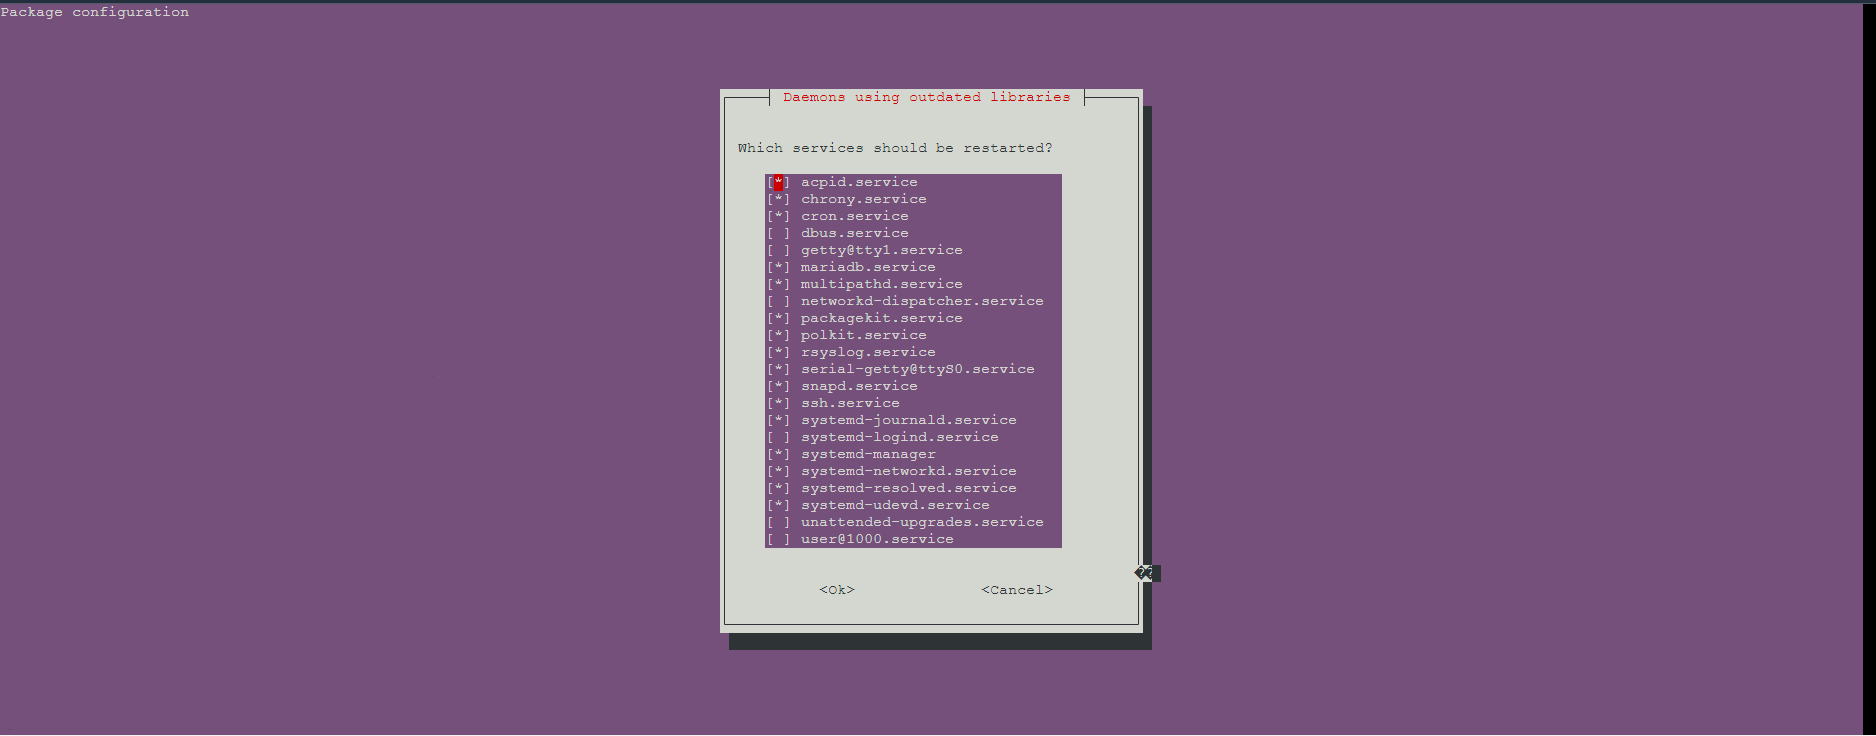 Package configuration
Daemons using outdated libraries
Which services should be restarted?
[*] acpid.service
[*] chrony.service
[*] cron.service
[ ] dbus.service
[ ] getty@tty1.service
[*] mariadb.service
[*] multipathd.service
[ ] networkd-dispatcher.service
[*] packagekit.service
[*] polkit.service
[*] rsyslog.service
[*] serial-getty@ttyS0.service
[*] snapd.service
[*] ssh.service
[*] systemd-journald.service
[ ] systemd-logind.service
[*] systemd-manager
[*] systemd-networkd.service
[*] systemd-resolved.service
[*] systemd-udevd.service
[ ] unattended-upgrades.service
[ ] user@1000.service
<Ok> <Cancel>